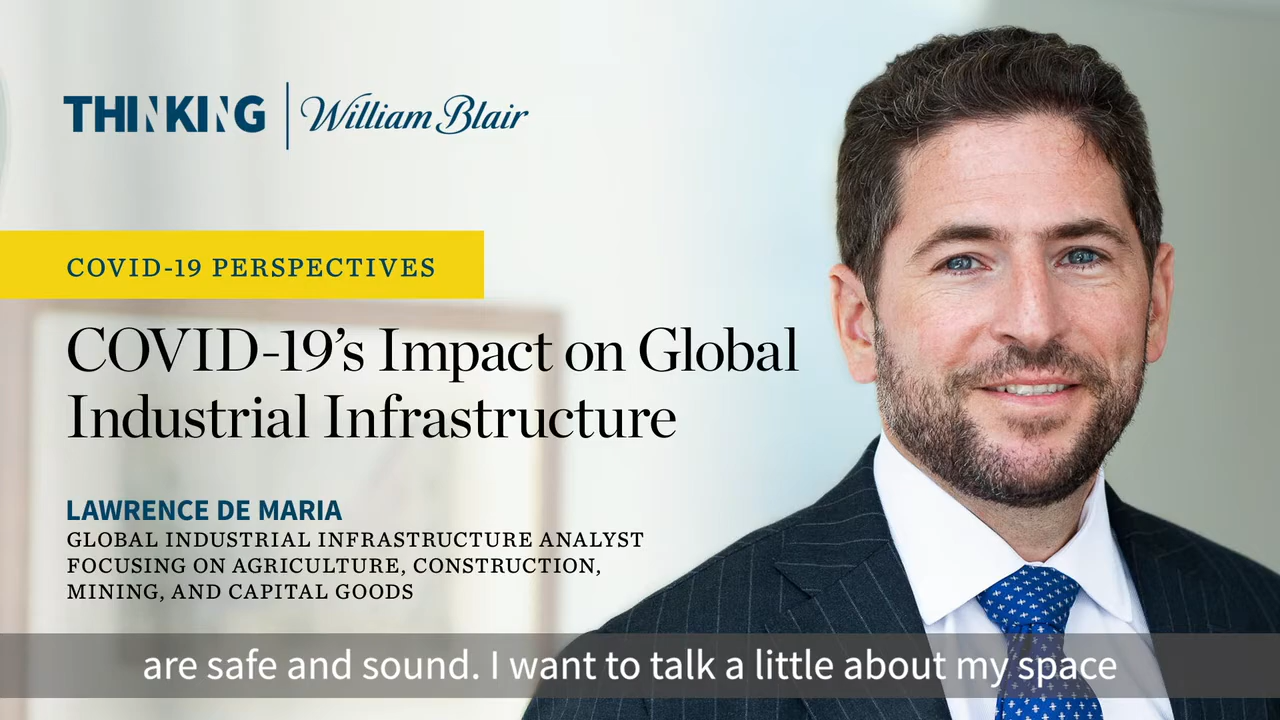 THINKING | William Blair
COVID-19 PERSPECTIVES
COVID-19’s Impact on Global
Industrial Infrastructure
LAWRENCE DE MARIA
GLOBAL INDUSTRIAL INFRASTRUCTURE ANALYST
FOCUSING ON AGRICULTURE, CONSTRUCTION,
MINING, AND CAPITAL GOODS
are safe and sound. I want to talk a little about my space